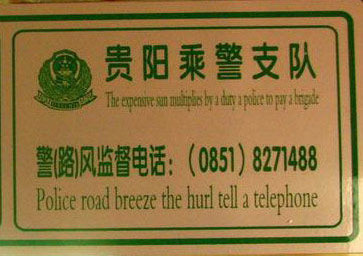 贵阳乘警支队
The expensive sun multiplies by a duty a police to pay a brigade
警(路)风监督电话：(0851) 8271488
Police road breeze the hurl tell a telephone